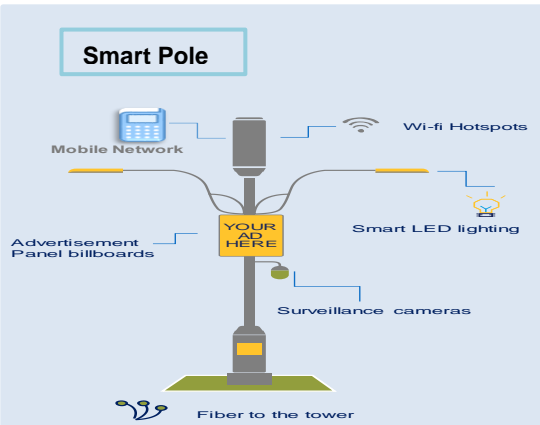 Smart Pole
Mobile Network
Wi-fi Hotspots
YOUR
AD
HERE
Smart LED lighting
Advertisement
Panel billboards
Surveillance cameras
Fiber to the tower